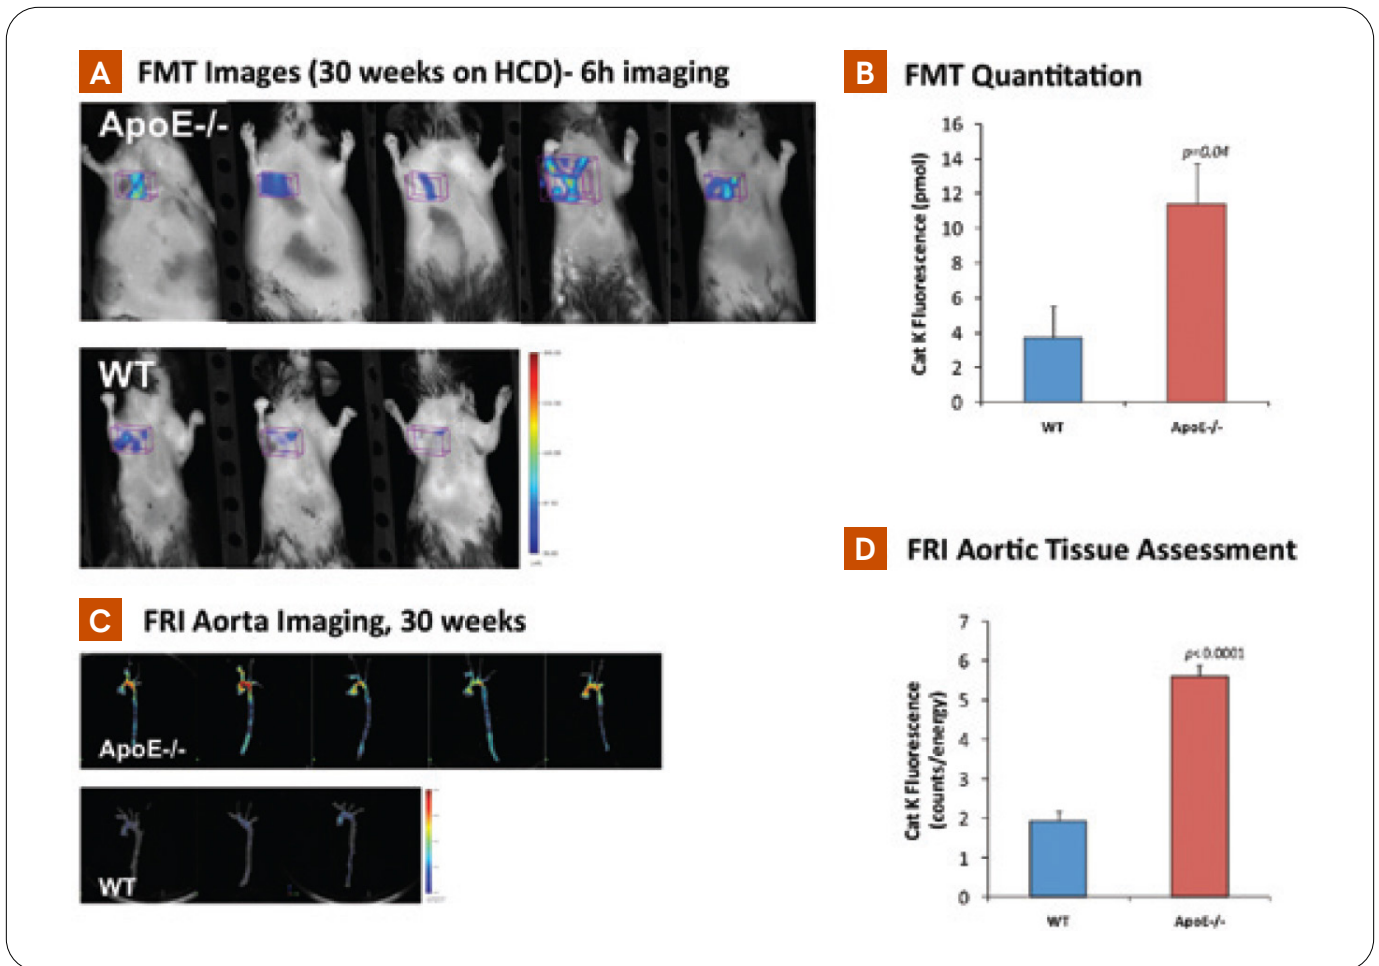 A FMT Images (30 weeks on HCD)- 6h imaging
ApoE-/-
WT
B FMT Quantitation
16
14
12
10
8
6
4
2
0
Cat K Fluorescence (pmol)
p=0.04
WT ApoE-/-
C FRI Aorta Imaging, 30 weeks
ApoE-/-
WT
D FRI Aortic Tissue Assessment
7
6
5
4
3
2
1
0
Cat K Fluorescence
(counts/energy)
p<0.0001
WT ApoE-/-